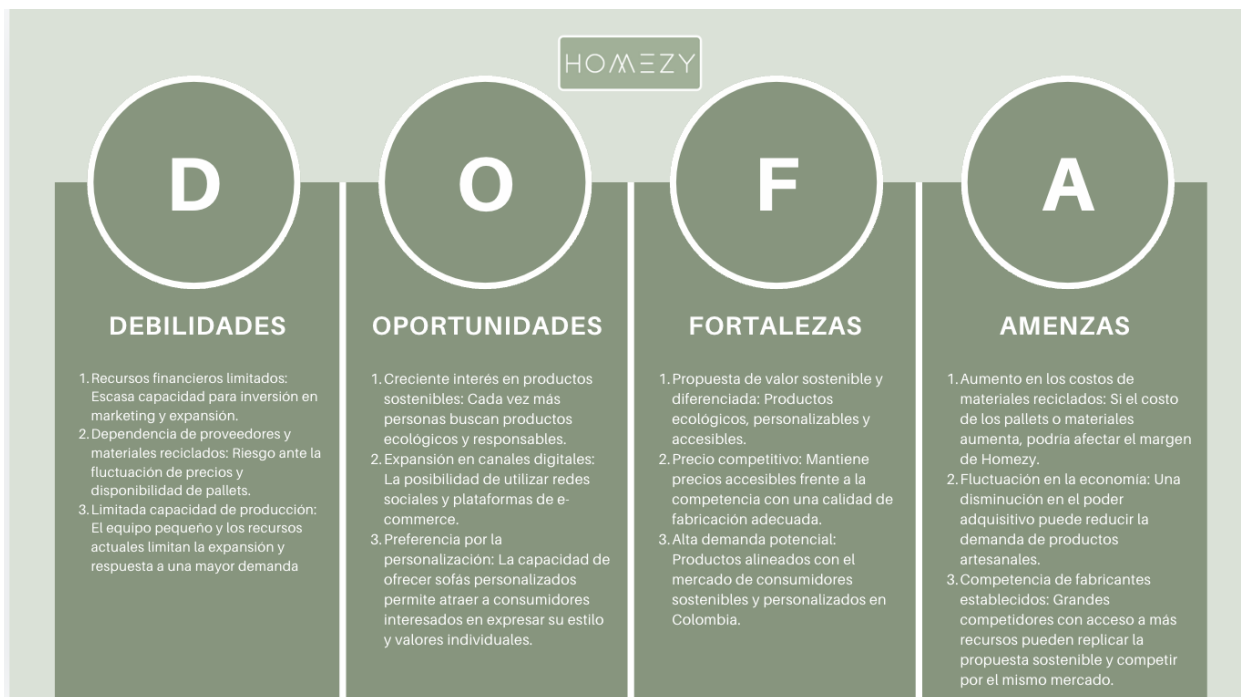 HOMEZY
D
DEBILIDADES
1. Recursos financieros limitados:
Escasa capacidad para inversión en
marketing y expansión.
2. Dependencia de proveedores y
materiales reciclados: Riesgo ante la
fluctuación de precios y
disponibilidad de pallets.
3. Limitada capacidad de producción:
El equipo pequeño y los recursos
actuales limitan la expansión y
respuesta a una mayor demanda
O
OPORTUNIDADES
1. Creciente interés en productos
sostenibles: Cada vez más
personas buscan productos
ecológicos y responsables.
2. Expansión en canales digitales:
La posibilidad de utilizar redes
sociales y plataformas de e-
commerce.
3. Preferencia por la
personalización: La capacidad de
ofrecer sofás personalizados
permite atraer a consumidores
interesados en expresar su estilo
y valores individuales.
F
FORTALEZAS
1. Propuesta de valor sostenible y
diferenciada: Productos
ecológicos, personalizables y
accesibles.
2. Precio competitivo: Mantiene
precios accesibles frente a la
competencia con una calidad de
fabricación adecuada.
3. Alta demanda potencial:
Productos alineados con el
mercado de consumidores
sostenibles y personalizados en
Colombia.
A
AMENZAS
1. Aumento en los costos de
materiales reciclados: Si el costo
de los pallets o materiales
aumenta, podría afectar el margen
de Homezy.
2. Fluctuación en la economía: Una
disminución en el poder
adquisitivo puede reducir la
demanda de productos
artesanales.
3. Competencia de fabricantes
establecidos: Grandes
competidores con acceso a más
recursos pueden replicar la
propuesta sostenible y competir
por el mismo mercado.